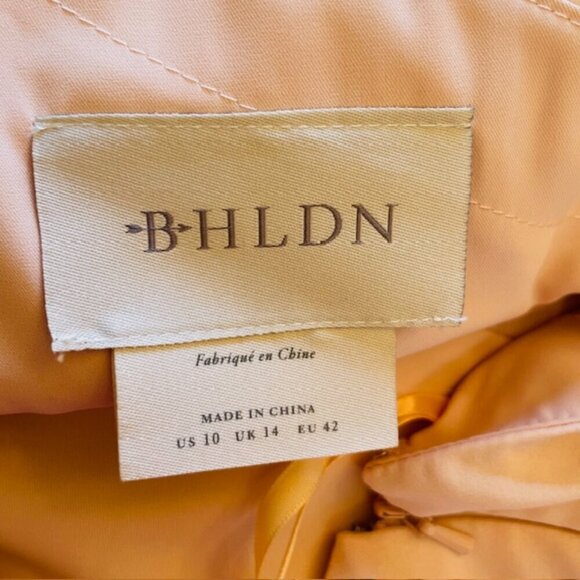 BHLDN
Fabriqué en Chine
MADE IN CHINA
US 10 UK 14 EU 42